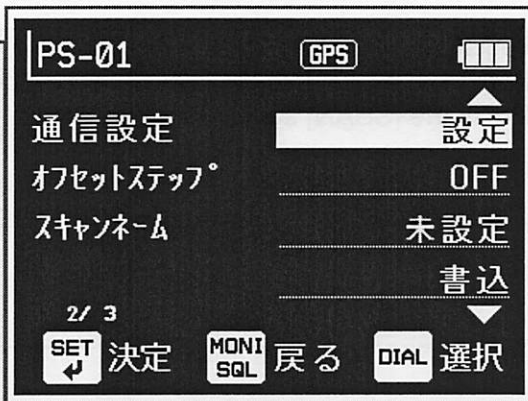 PS-01 GPS
通信設定 設定
オフセットステップ OFF
スキャンネーム 未設定
書込
2/ 3
SET 決定 MONI SQL 戻る DIAL 選択